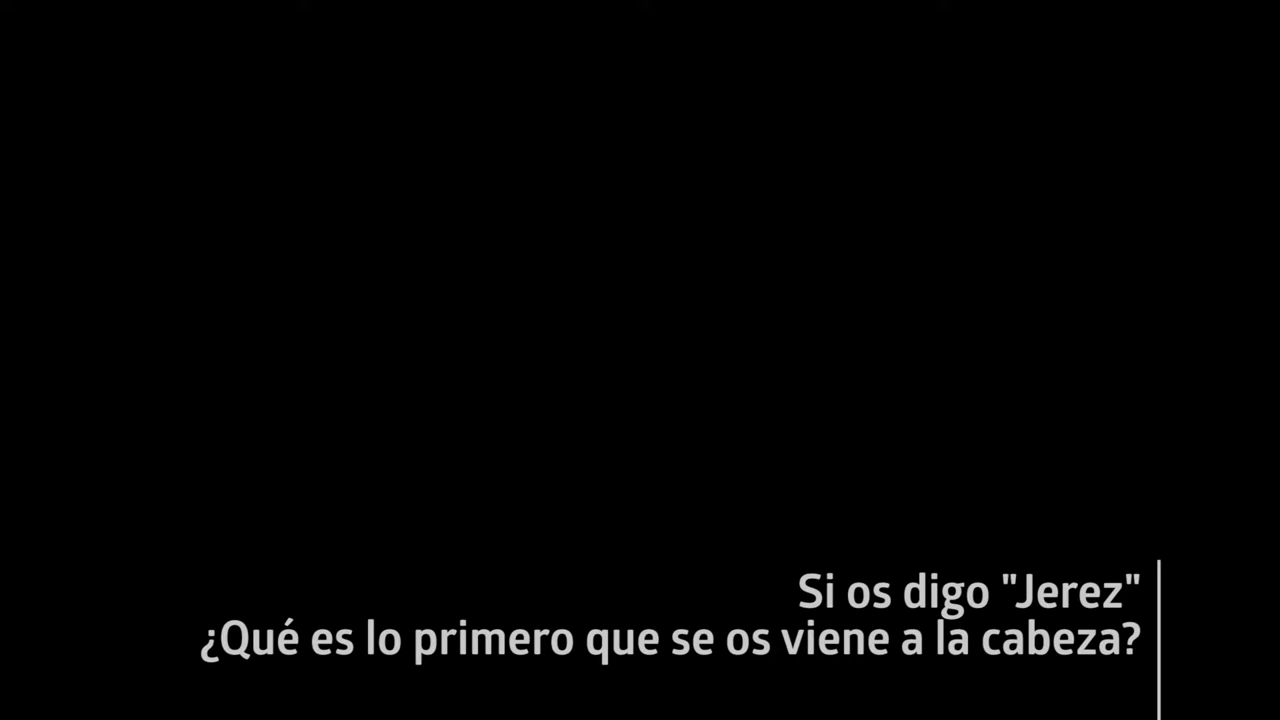 Si os digo "Jerez"
¿Qué es lo primero que se os viene a la cabeza?